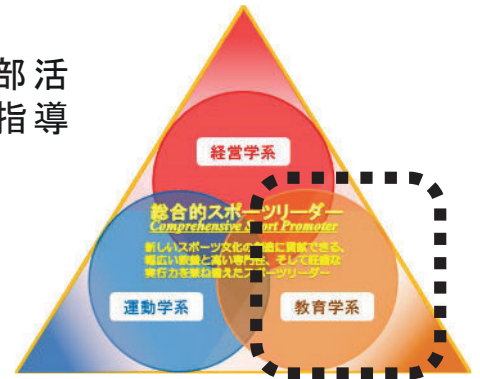 部活
指導
経営学系
総合的スポーツリーダー
Comprehensive Sport Promoter
新しいスポーツ文化の創造に貢献できる、
幅広い教養と高い専門性、そして
実行力を兼ね備えたスポーツリーダー
運動学系
教育学系